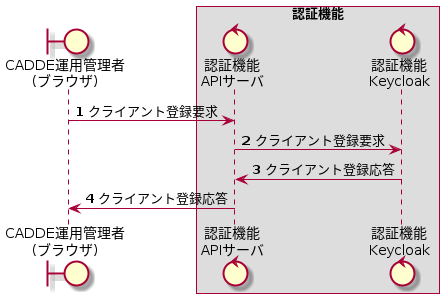 認証機能
CADDE運用管理者
(ブラウザ)
認証機能
APIサーバ
認証機能
Keycloak
1 クライアント登録要求
2 クライアント登録要求
3 クライアント登録応答
4 クライアント登録応答
CADDE運用管理者
(ブラウザ)
認証機能
APIサーバ
認証機能
Keycloak